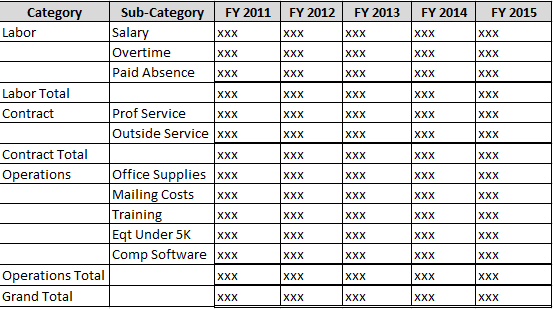 Category Sub-Category FY 2011 FY 2012 FY 2013 FY 2014 FY 2015
Labor Salary xxx xxx xxx xxx xxx
Overtime xxx xxx xxx xxx xxx
Paid Absence xxx xxx xxx xxx xxx
Labor Total xxx xxx xxx xxx xxx
Contract Prof Service xxx xxx xxx xxx xxx
Outside Service xxx xxx xxx xxx xxx
Contract Total xxx xxx xxx xxx xxx
Operations Office Supplies xxx xxx xxx xxx xxx
Mailing Costs xxx xxx xxx xxx xxx
Training xxx xxx xxx xxx xxx
Eqt Under 5K xxx xxx xxx xxx xxx
Comp Software xxx xxx xxx xxx xxx
Operations Total xxx xxx xxx xxx xxx
Grand Total xxx xxx xxx xxx xxx